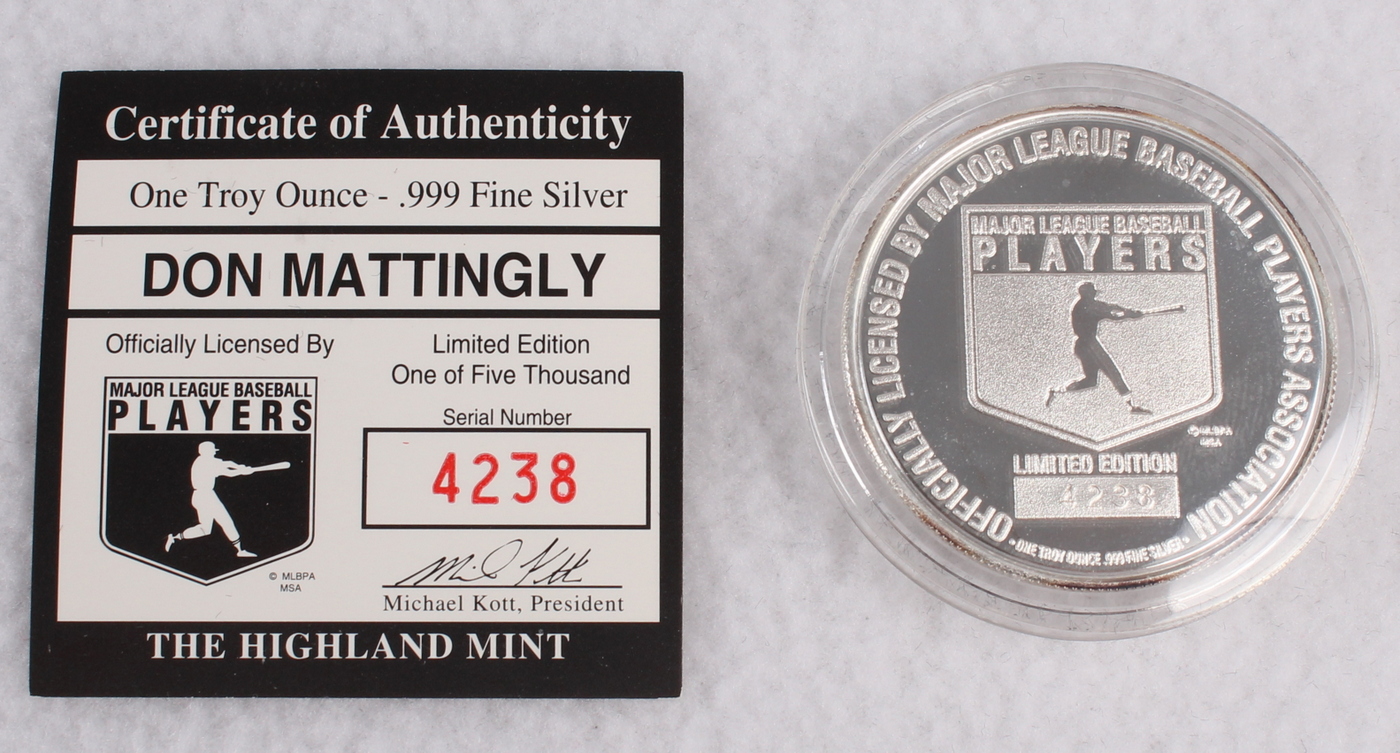 Certificate of Authenticity
One Troy Ounce - .999 Fine Silver
DON MATTINGLY
Officially Licensed By
MAJOR LEAGUE BASEBALL
PLAYERS
© MLBPA
MSA
Limited Edition
One of Five Thousand
Serial Number
4238
Michael Kott, President
THE HIGHLAND MINT
OFFICIALLY LICENSED BY MAJOR LEAGUE BASEBALL PLAYERS ASSOCIATION
MAJOR LEAGUE BASEBALL
PLAYERS
© MLBPA
MSA
LIMITED EDITION
4238
• ONE TROY OUNCE .999 FINE SILVER •